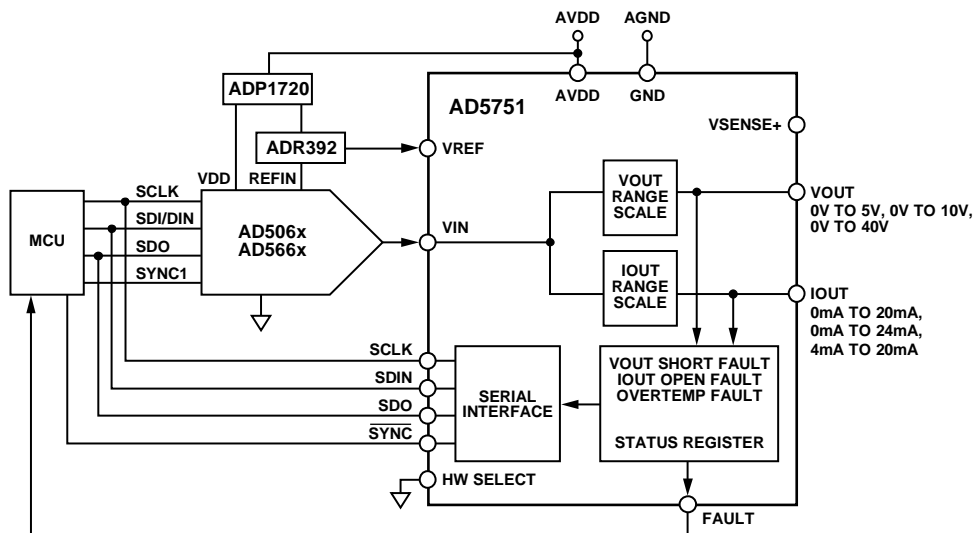 AVDD
AGND
ADP1720
AVDD
GND
AD5751
VSENSE+
ADR392
VREF
VDD
REFIN
SCLK
SDI/DIN
SDO
SYNC1
MCU
AD506x
AD566x
VIN
VOUT
RANGE
SCALE
VOUT
0V TO 5V, 0V TO 10V,
0V TO 40V
IOUT
RANGE
SCALE
IOUT
0mA TO 20mA,
0mA TO 24mA,
4mA TO 20mA
SCLK
SDIN
SDO
SYNC
SERIAL
INTERFACE
VOUT SHORT FAULT
IOUT OPEN FAULT
OVERTEMP FAULT
STATUS REGISTER
HW SELECT
FAULT